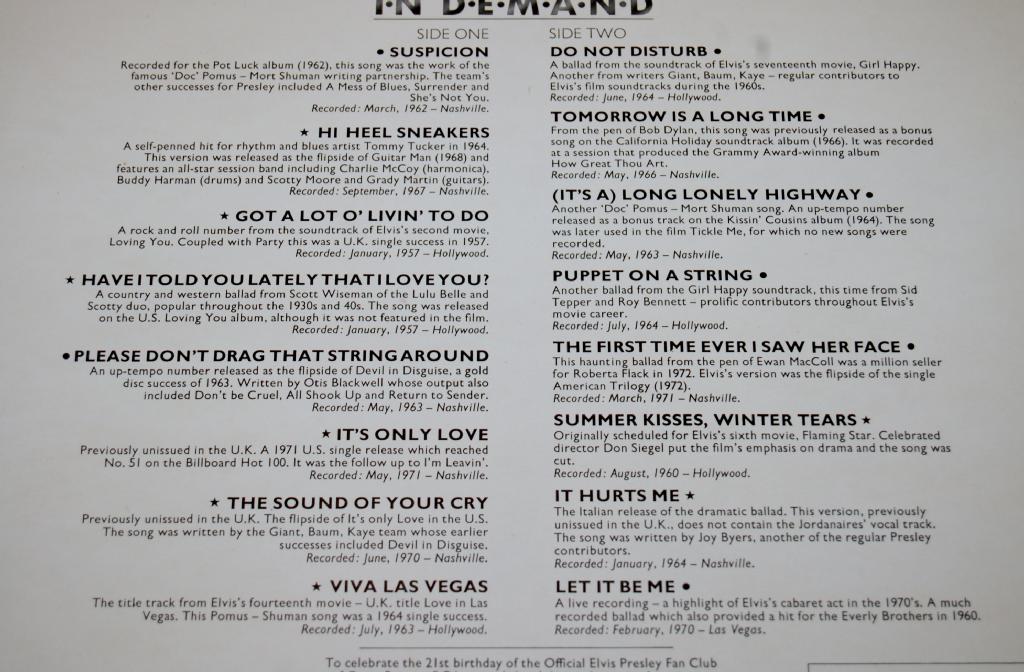 IN D·E·M·A·N·D
SIDE ONE
• SUSPICION
Recorded for the Pot Luck album (1962), this song was the work of the
famous 'Doc' Pomus – Mort Shuman writing partnership. The team's
other successes for Presley included A Mess of Blues, Surrender and
She's Not You.
Recorded: March, 1962 – Nashville.
★ HI HEEL SNEAKERS
A self-penned hit for rhythm and blues artist Tommy Tucker in 1964.
This version was released as the flipside of Guitar Man (1968) and
features an all-star session band including Charlie McCoy (harmonica),
Buddy Harman (drums) and Scotty Moore and Grady Martin (guitars).
Recorded: September, 1967 – Nashville.
★ GOT A LOT O' LIVIN' TO DO
A rock and roll number from the soundtrack of Elvis's second movie,
Loving You. Coupled with Party this was a U.K. single success in 1957.
Recorded: January, 1957 – Hollywood.
★ HAVE I TOLD YOU LATELY THAT I LOVE YOU?
A country and western ballad from Scott Wiseman of the Lulu Belle and
Scotty duo, popular throughout the 1930s and 40s. The song was released
on the U.S. Loving You album, although it was not featured in the film.
Recorded: January, 1957 – Hollywood.
• PLEASE DON'T DRAG THAT STRING AROUND
An up-tempo number released as the flipside of Devil in Disguise, a gold
disc success of 1963. Written by Otis Blackwell whose output also
included Don't be Cruel, All Shook Up and Return to Sender.
Recorded: May, 1963 – Nashville.
★ IT'S ONLY LOVE
Previously unissued in the U.K. A 1971 U.S. single release which reached
No. 51 on the Billboard Hot 100. It was the follow up to I'm Leavin'.
Recorded: May, 1971 – Nashville.
★ THE SOUND OF YOUR CRY
Previously unissued in the U.K. The flipside of It's only Love in the U.S.
The song was written by the Giant, Baum, Kaye team whose earlier
successes included Devil in Disguise.
Recorded: June, 1970 – Nashville.
★ VIVA LAS VEGAS
The title track from Elvis's fourteenth movie – U.K. title Love in Las
Vegas. This Pomus – Shuman song was a 1964 single success.
Recorded: July, 1963 – Hollywood.
SIDE TWO
DO NOT DISTURB •
A ballad from the soundtrack of Elvis's seventeenth movie, Girl Happy.
Another from writers Giant, Baum, Kaye – regular contributors to
Elvis's film soundtracks during the 1960s.
Recorded: June, 1964 – Hollywood.
TOMORROW IS A LONG TIME •
From the pen of Bob Dylan, this song was previously released as a bonus
song on the California Holiday soundtrack album (1966). It was recorded
at a session that produced the Grammy Award-winning album
How Great Thou Art.
Recorded: May, 1966 – Nashville.
(IT'S A) LONG LONELY HIGHWAY •
Another 'Doc' Pomus – Mort Shuman song. An up-tempo number
released as a bonus track on the Kissin' Cousins album (1964). The song
was later used in the film Tickle Me, for which no new songs were
recorded.
Recorded: May, 1963 – Nashville.
PUPPET ON A STRING •
Another ballad from the Girl Happy soundtrack, this time from Sid
Tepper and Roy Bennett – prolific contributors throughout Elvis's
movie career.
Recorded: July, 1964 – Hollywood.
THE FIRST TIME EVER I SAW HER FACE •
This haunting ballad from the pen of Ewan MacColl was a million seller
for Roberta Flack in 1972. Elvis's version was the flipside of the single
American Trilogy (1972).
Recorded: March, 1971 – Nashville.
SUMMER KISSES, WINTER TEARS ★
Originally scheduled for Elvis's sixth movie, Flaming Star. Celebrated
director Don Siegel put the film's emphasis on drama and the song was
cut.
Recorded: August, 1960 – Hollywood.
IT HURTS ME ★
The Italian release of the dramatic ballad. This version, previously
unissued in the U.K., does not contain the Jordanaires' vocal track.
The song was written by Joy Byers, another of the regular Presley
contributors.
Recorded: January, 1964 – Nashville.
LET IT BE ME •
A live recording – a highlight of Elvis's cabaret act in the 1970's. A much
recorded ballad which also provided a hit for the Everly Brothers in 1960.
Recorded: February, 1970 – Las Vegas.
To celebrate the 21st birthday of the Official Elvis Presley Fan Club